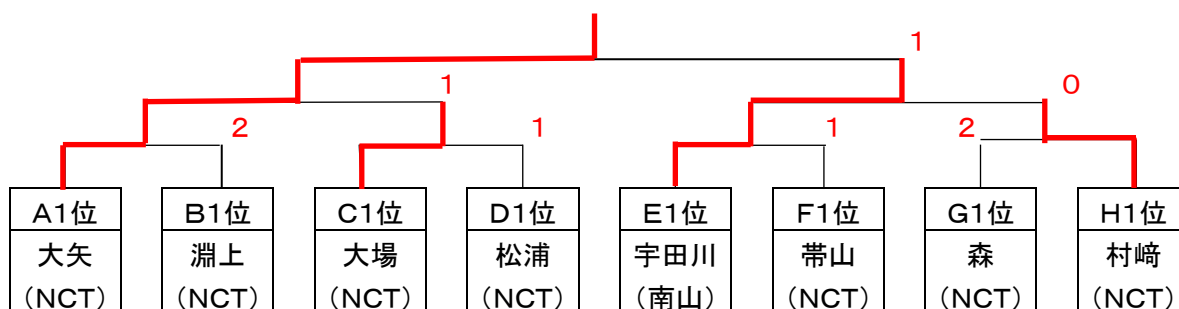 1
1 0
2 1 1 2
A1位 B1位 C1位 D1位 E1位 F1位 G1位 H1位
大矢 淵上 大場 松浦 宇田川 帯山 森 村﨑
(NCT) (NCT) (NCT) (NCT) (南山) (NCT) (NCT) (NCT)